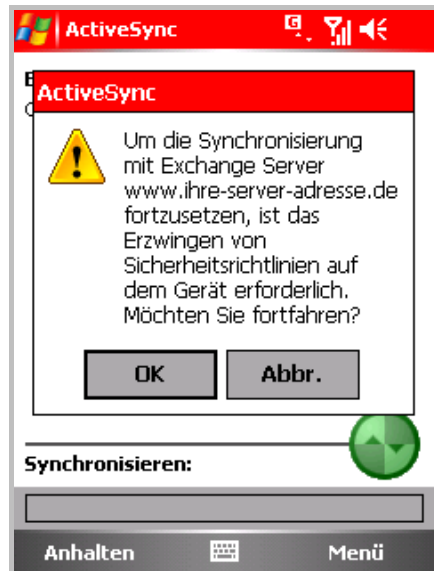 ActiveSync
G
E
ActiveSync
Um die Synchronisierung
mit Exchange Server
www.ihre-server-adresse.de
fortzusetzen, ist das
Erzwingen von
Sicherheitsrichtlinien auf
dem Gerät erforderlich.
Möchten Sie fortfahren?
OK Abbr.
Synchronisieren:
Anhalten Menü